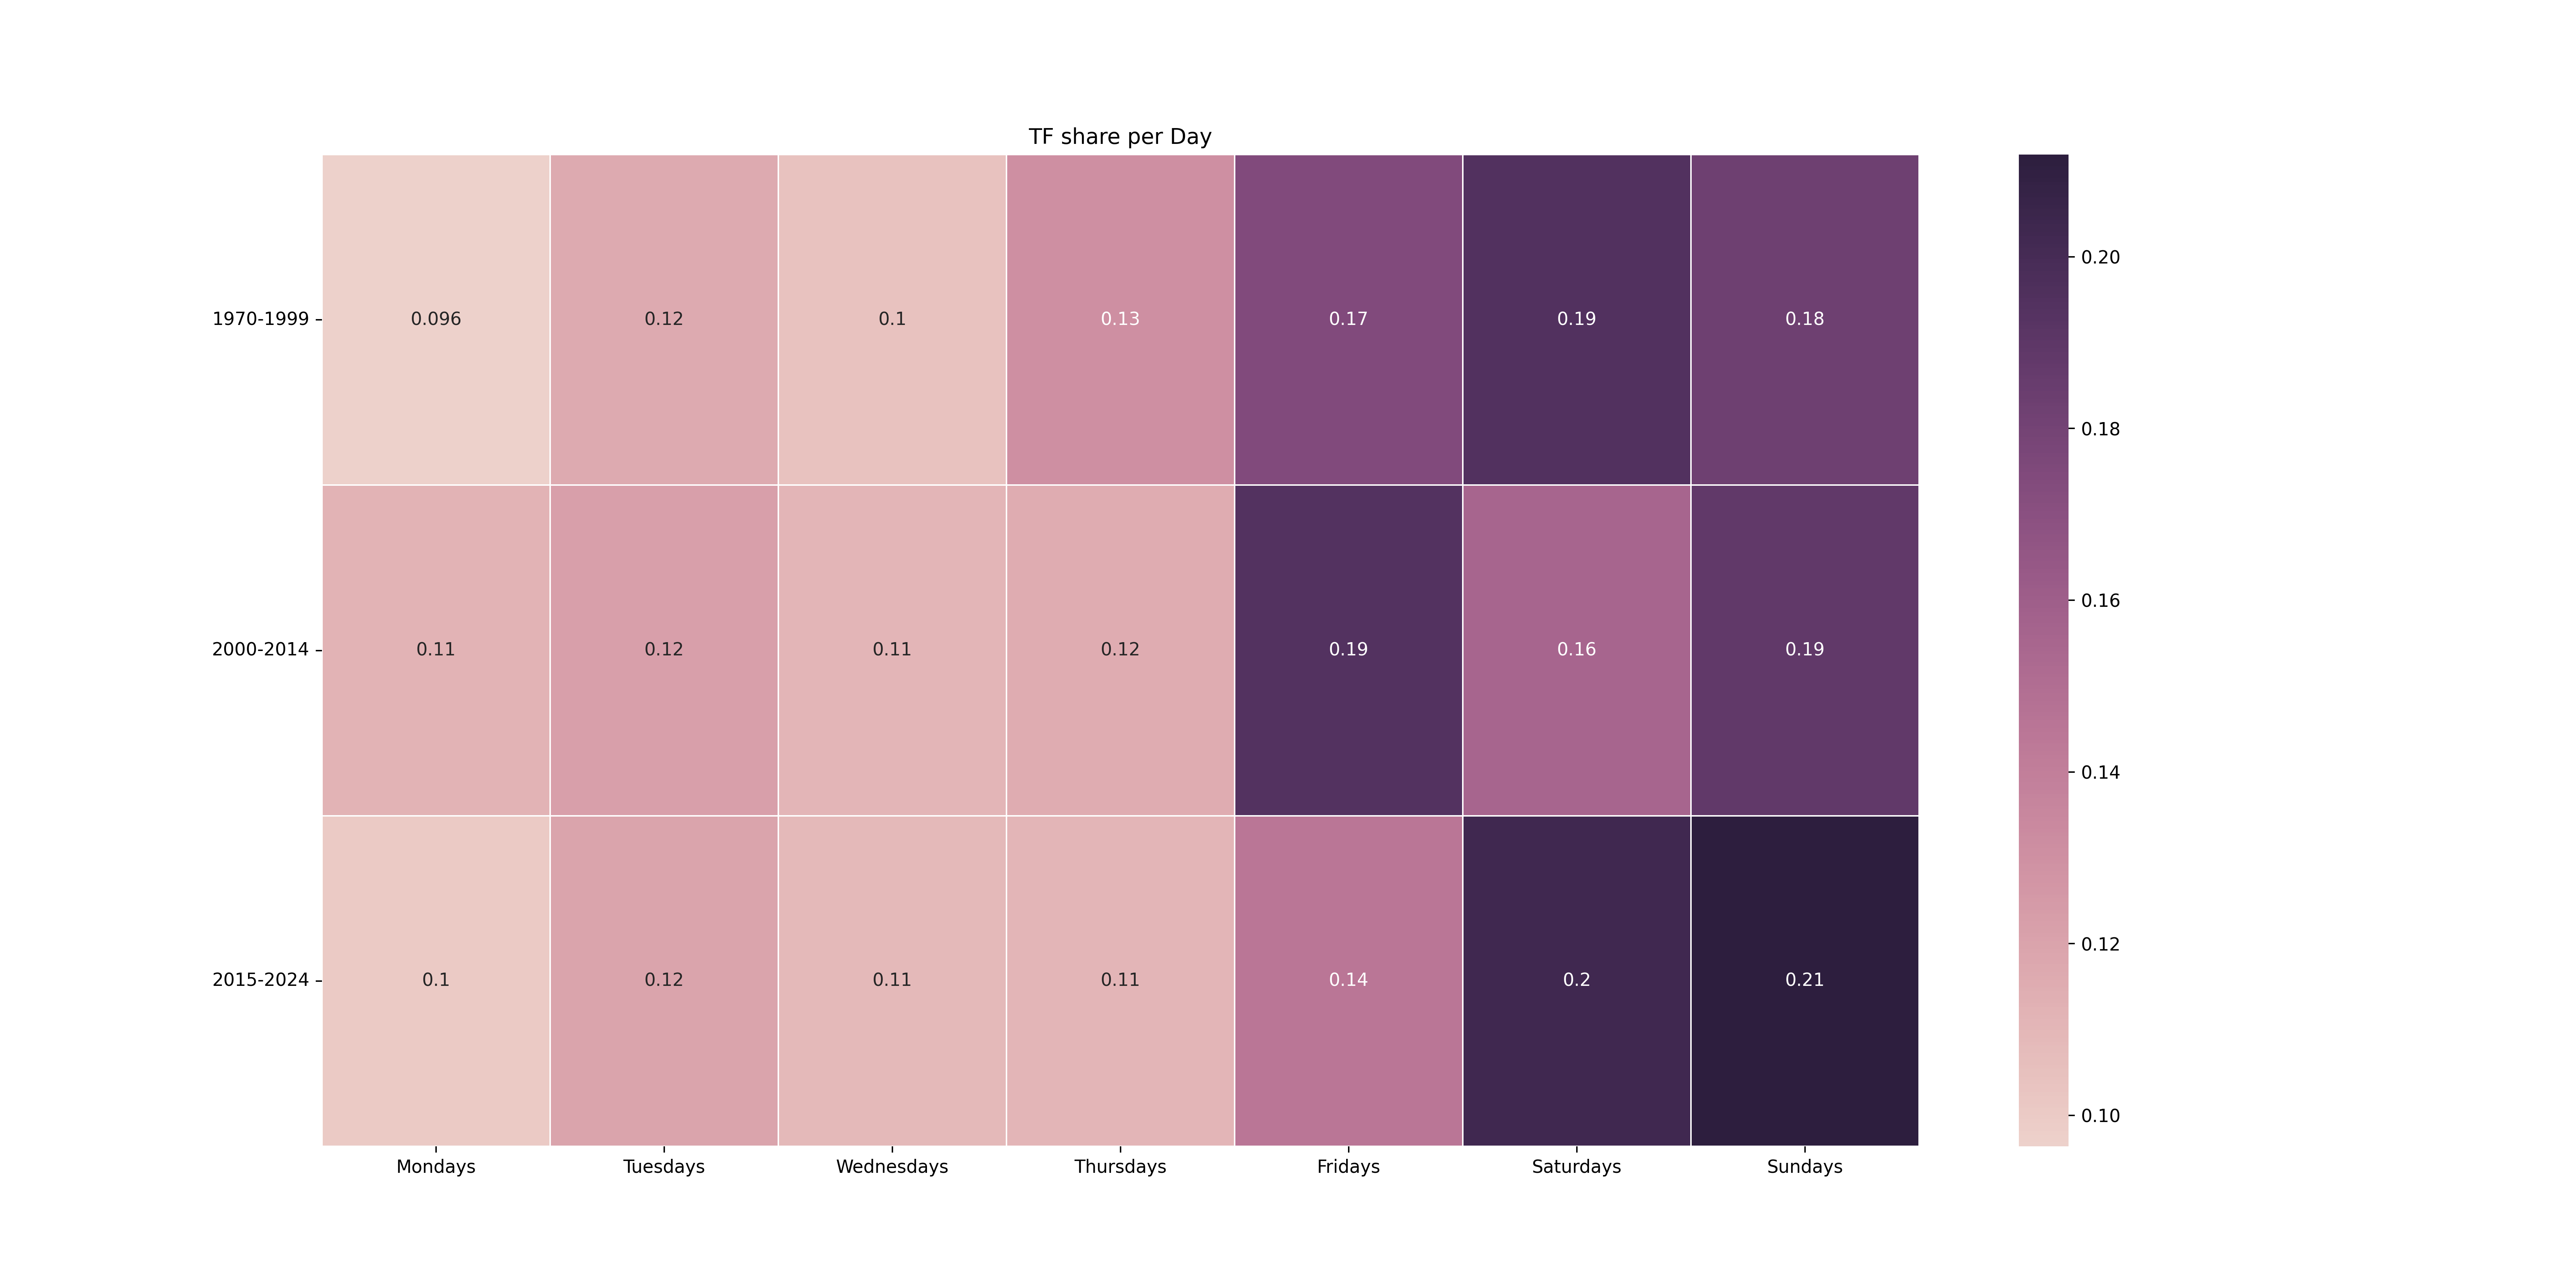 TF share per Day
1970-1999 0.096 0.12 0.1 0.13 0.17 0.19 0.18
2000-2014 0.11 0.12 0.11 0.12 0.19 0.16 0.19
2015-2024 0.1 0.12 0.11 0.11 0.14 0.2 0.21
Mondays Tuesdays Wednesdays Thursdays Fridays Saturdays Sundays
0.20
0.18
0.16
0.14
0.12
0.10